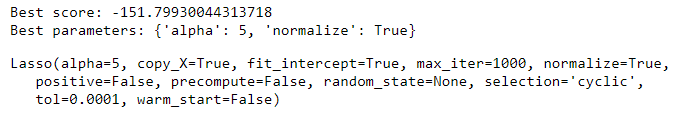 Best score: -151.79930044313718
Best parameters: {'alpha': 5, 'normalize': True}
Lasso(alpha=5, copy_X=True, fit_intercept=True, max_iter=1000, normalize=True,
positive=False, precompute=False, random_state=None, selection='cyclic',
tol=0.0001, warm_start=False)